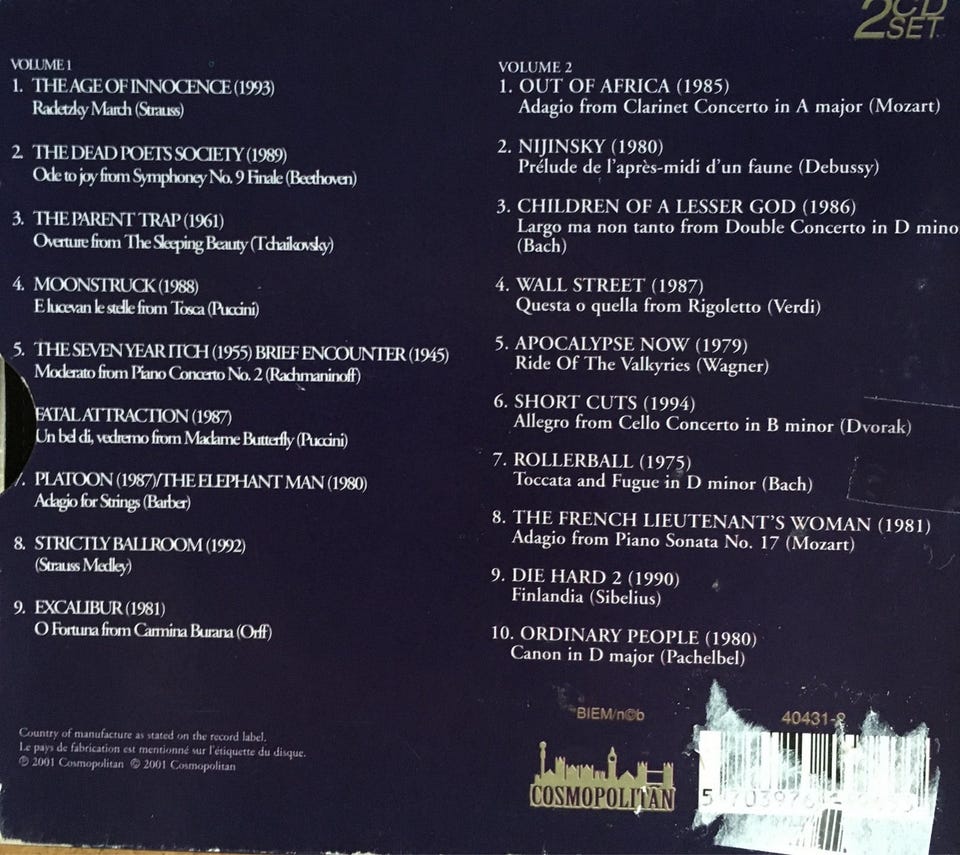 2CD
SET
VOLUME 1
1. THE AGE OF INNOCENCE (1993)
Radetzky March (Strauss)
2. THE DEAD POETS SOCIETY (1989)
Ode to joy from Symphoney No. 9 Finale (Beethoven)
3. THE PARENT TRAP (1961)
Overture from The Sleeping Beauty (Tchaikovsky)
4. MOONSTRUCK (1988)
E lucevan le stelle from Tosca (Puccini)
5. THE SEVEN YEAR ITCH (1955) BRIEF ENCOUNTER (1945)
Moderato from Piano Concerto No. 2 (Rachmaninoff)
FATAL ATTRACTION (1987)
Un bel di, vedremo from Madame Butterfly (Puccini)
7. PLATOON (1987)/THE ELEPHANT MAN (1980)
Adagio for Strings (Barber)
8. STRICTLY BALLROOM (1992)
(Strauss Medley)
9. EXCALIBUR (1981)
O Fortuna from Carmina Burana (Orff)
VOLUME 2
1. OUT OF AFRICA (1985)
Adagio from Clarinet Concerto in A major (Mozart)
2. NIJINSKY (1980)
Prélude de l'après-midi d'un faune (Debussy)
3. CHILDREN OF A LESSER GOD (1986)
Largo ma non tanto from Double Concerto in D mino
(Bach)
4. WALL STREET (1987)
Questa o quella from Rigoletto (Verdi)
5. APOCALYPSE NOW (1979)
Ride Of The Valkyries (Wagner)
6. SHORT CUTS (1994)
Allegro from Cello Concerto in B minor (Dvorak)
7. ROLLERBALL (1975)
Toccata and Fugue in D minor (Bach)
8. THE FRENCH LIEUTENANT'S WOMAN (1981)
Adagio from Piano Sonata No. 17 (Mozart)
9. DIE HARD 2 (1990)
Finlandia (Sibelius)
10. ORDINARY PEOPLE (1980)
Canon in D major (Pachelbel)
Country of manufacture as stated on the record label.
Le pays de fabrication est mentionné sur l'étiquette du disque.
℗ 2001 Cosmopolitan © 2001 Cosmopolitan
BIEM/n©b
COSMOPOLITAN